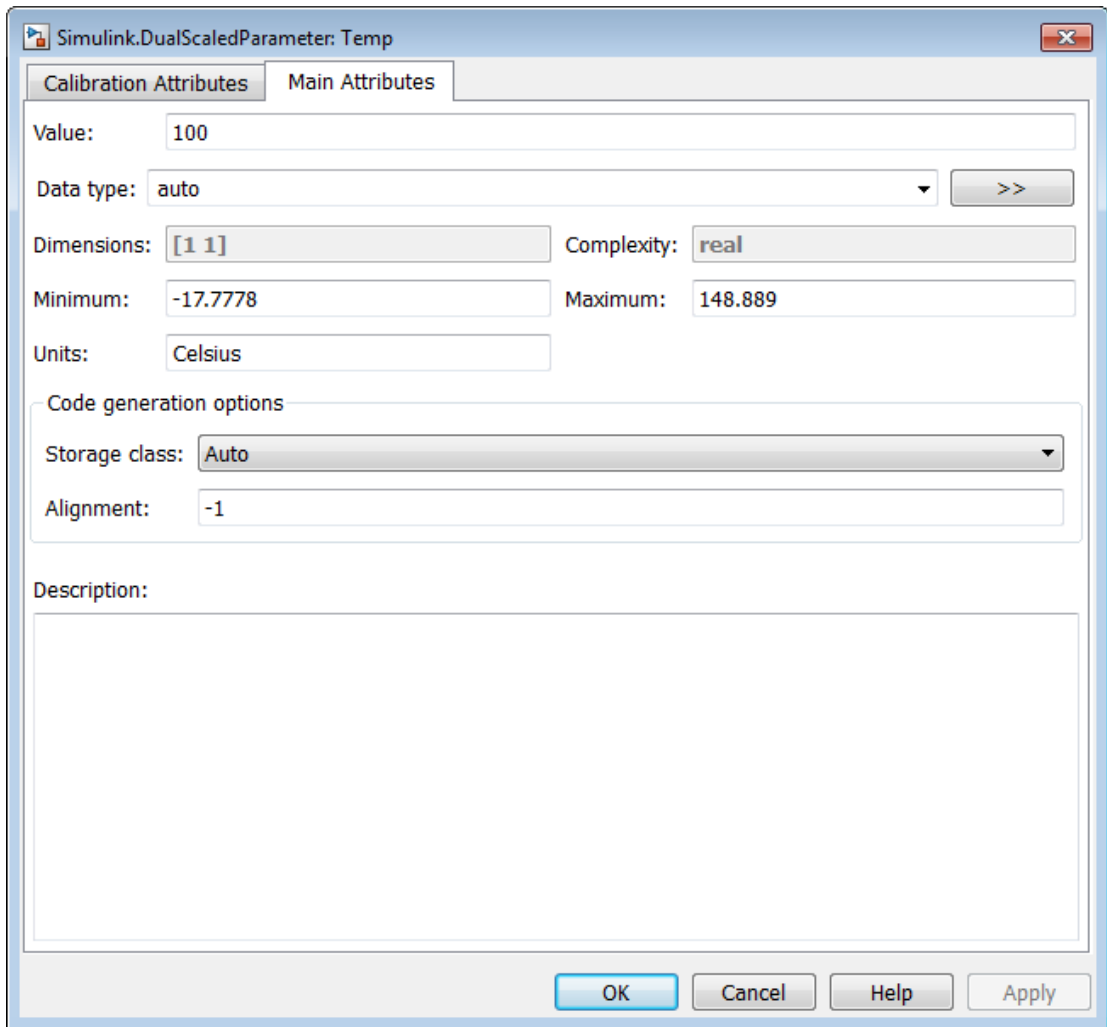 Simulink.DualScaledParameter: Temp
Calibration Attributes Main Attributes
Value: 100
Data type: auto >>
Dimensions: [1 1] Complexity: real
Minimum: -17.7778 Maximum: 148.889
Units: Celsius
Code generation options
Storage class: Auto
Alignment: -1
Description:
OK Cancel Help Apply